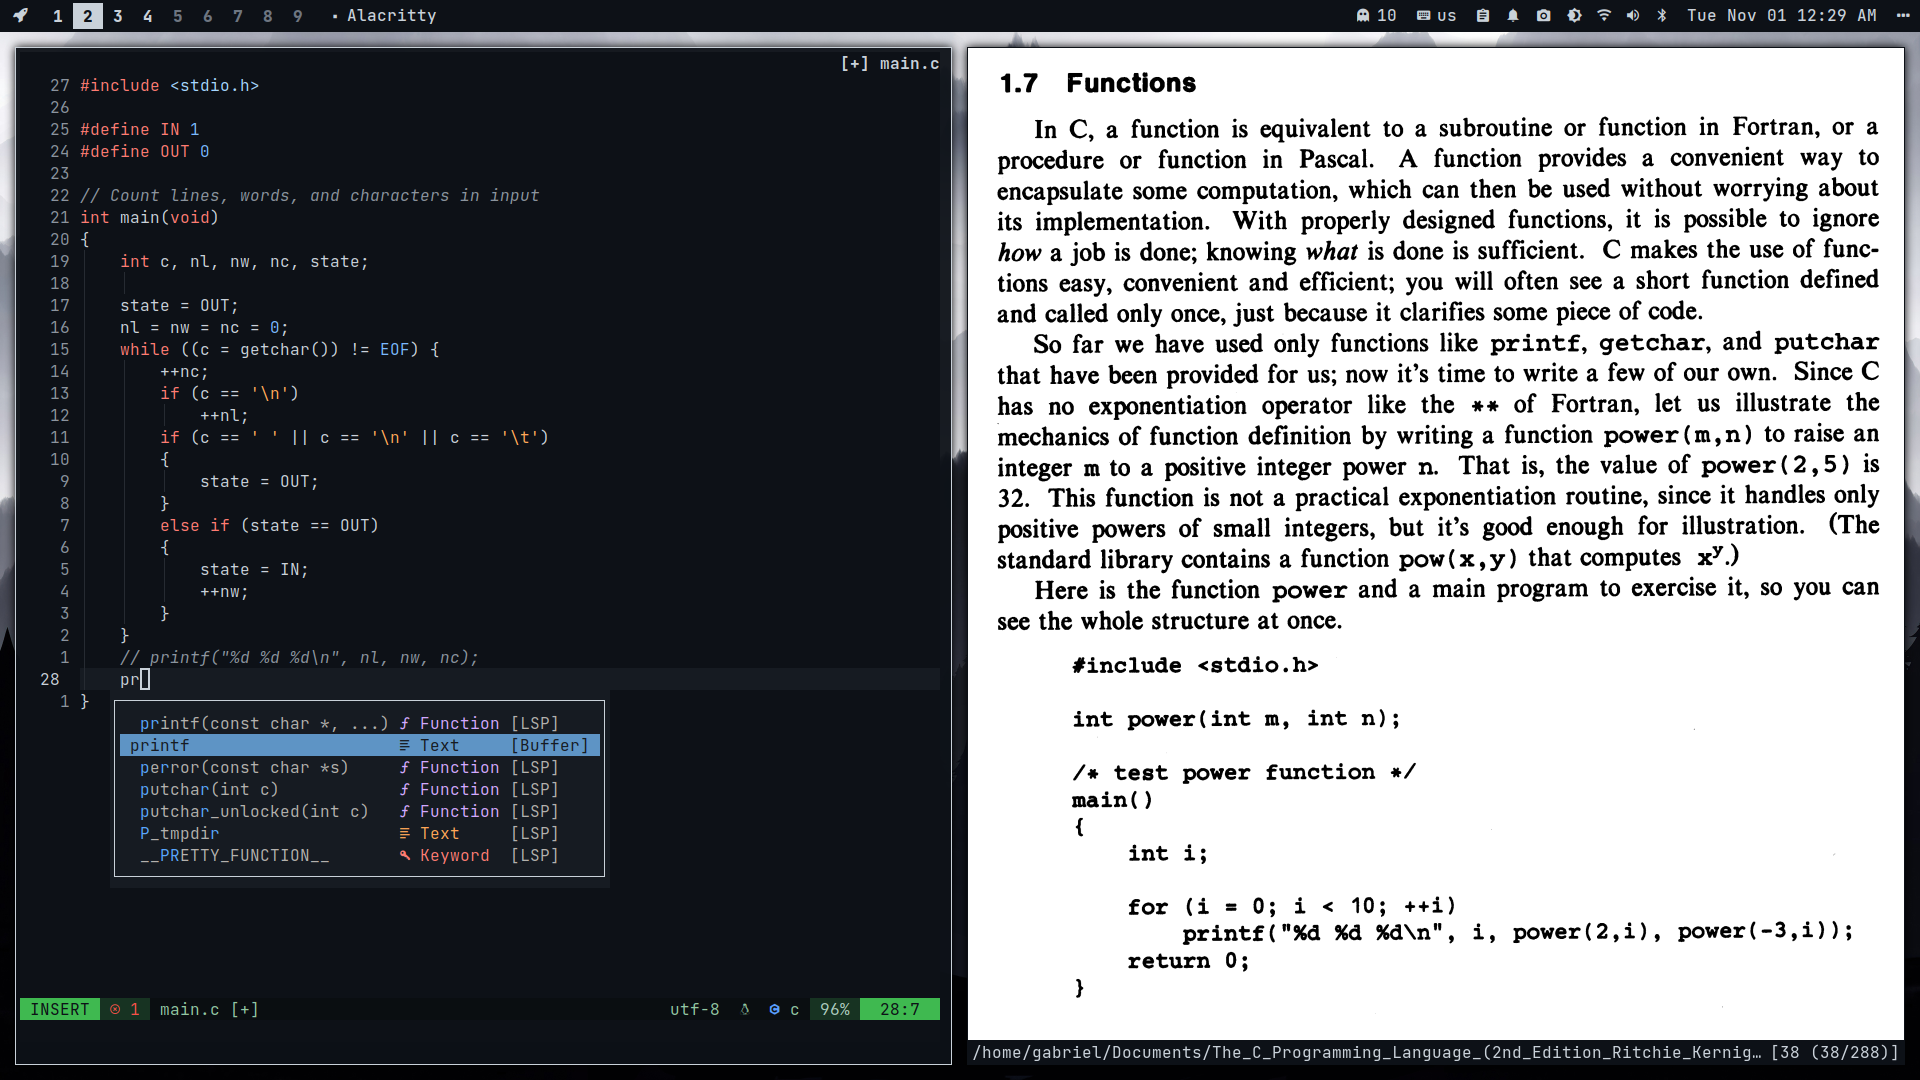 1 2 3 4 5 6 7 8 9 • Alacritty
10 us Tue Nov 01 12:29 AM
[+] main.c
27 #include <stdio.h>
26
25 #define IN 1
24 #define OUT 0
23
22 // Count lines, words, and characters in input
21 int main(void)
20 {
19     int c, nl, nw, nc, state;
18
17     state = OUT;
16     nl = nw = nc = 0;
15     while ((c = getchar()) != EOF) {
14         ++nc;
13         if (c == '\n')
12             ++nl;
11         if (c == ' ' || c == '\n' || c == '\t')
10         {
9             state = OUT;
8         }
7         else if (state == OUT)
6         {
5             state = IN;
4             ++nw;
3         }
2     }
1     // printf("%d %d %d\n", nl, nw, nc);
28     pr
1 }
printf(const char *, ...) ƒ Function [LSP]
printf Text [Buffer]
perror(const char *s) ƒ Function [LSP]
putchar(int c) ƒ Function [LSP]
putchar_unlocked(int c) ƒ Function [LSP]
P_tmpdir Text [LSP]
__PRETTY_FUNCTION__ Keyword [LSP]
INSERT 1 main.c [+] utf-8 c 96% 28:7
1.7 Functions
In C, a function is equivalent to a subroutine or function in Fortran, or a
procedure or function in Pascal. A function provides a convenient way to
encapsulate some computation, which can then be used without worrying about
its implementation. With properly designed functions, it is possible to ignore
how a job is done; knowing what is done is sufficient. C makes the use of func-
tions easy, convenient and efficient; you will often see a short function defined
and called only once, just because it clarifies some piece of code.
So far we have used only functions like printf, getchar, and putchar
that have been provided for us; now it's time to write a few of our own. Since C
has no exponentiation operator like the ** of Fortran, let us illustrate the
mechanics of function definition by writing a function power(m,n) to raise an
integer m to a positive integer power n. That is, the value of power(2,5) is
32. This function is not a practical exponentiation routine, since it handles only
positive powers of small integers, but it's good enough for illustration. (The
standard library contains a function pow(x,y) that computes xʸ.)
Here is the function power and a main program to exercise it, so you can
see the whole structure at once.
#include <stdio.h>
int power(int m, int n);
/* test power function */
main()
{
int i;
for (i = 0; i < 10; ++i)
printf("%d %d %d\n", i, power(2,i), power(-3,i));
return 0;
}
/home/gabriel/Documents/The_C_Programming_Language_(2nd_Edition_Ritchie_Kernig… [38 (38/288)]